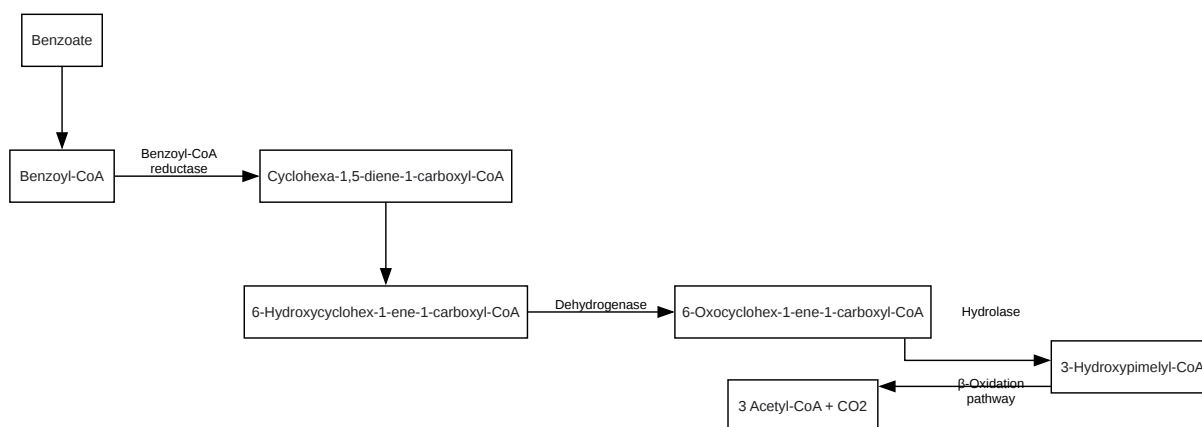 Benzoate
Benzoyl-CoA
reductase
Benzoyl-CoA
Cyclohexa-1,5-diene-1-carboxyl-CoA
6-Hydroxycyclohex-1-ene-1-carboxyl-CoA
Dehydrogenase
6-Oxocyclohex-1-ene-1-carboxyl-CoA
Hydrolase
3-Hydroxypimelyl-CoA
β-Oxidation
pathway
3 Acetyl-CoA + CO2